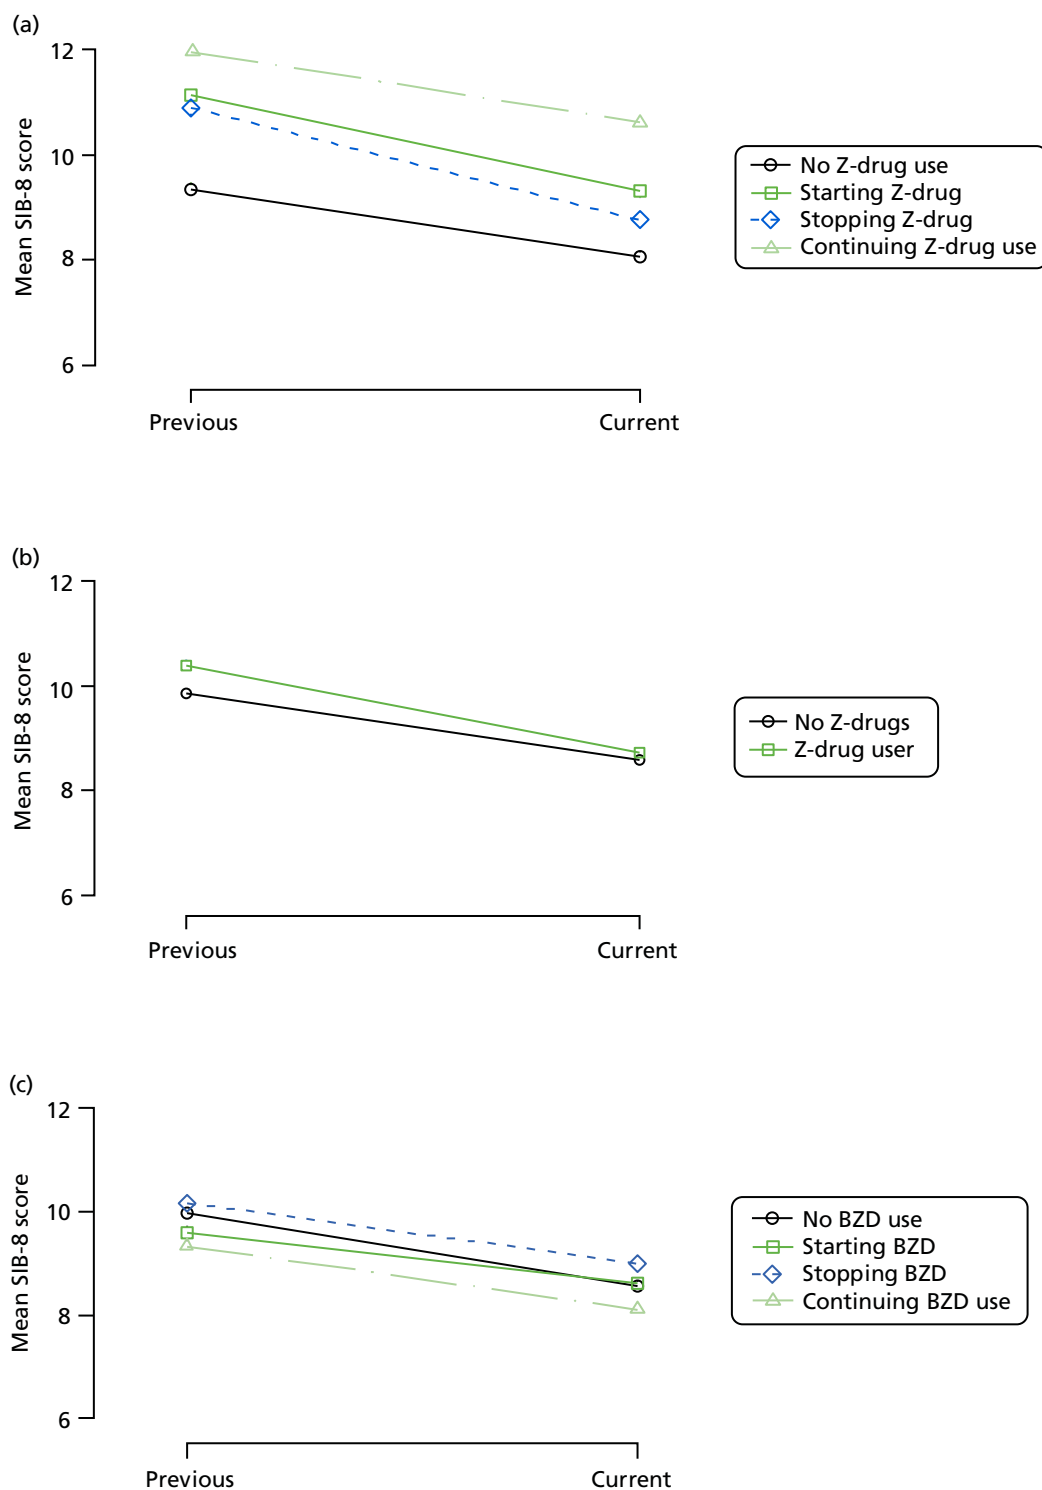 (a)
12
10
8
6
Mean SIB-8 score
Previous
Current
No Z-drug use
Starting Z-drug
Stopping Z-drug
Continuing Z-drug use
(b)
12
10
8
6
Mean SIB-8 score
Previous
Current
No Z-drugs
Z-drug user
(c)
12
10
8
6
Mean SIB-8 score
Previous
Current
No BZD use
Starting BZD
Stopping BZD
Continuing BZD use